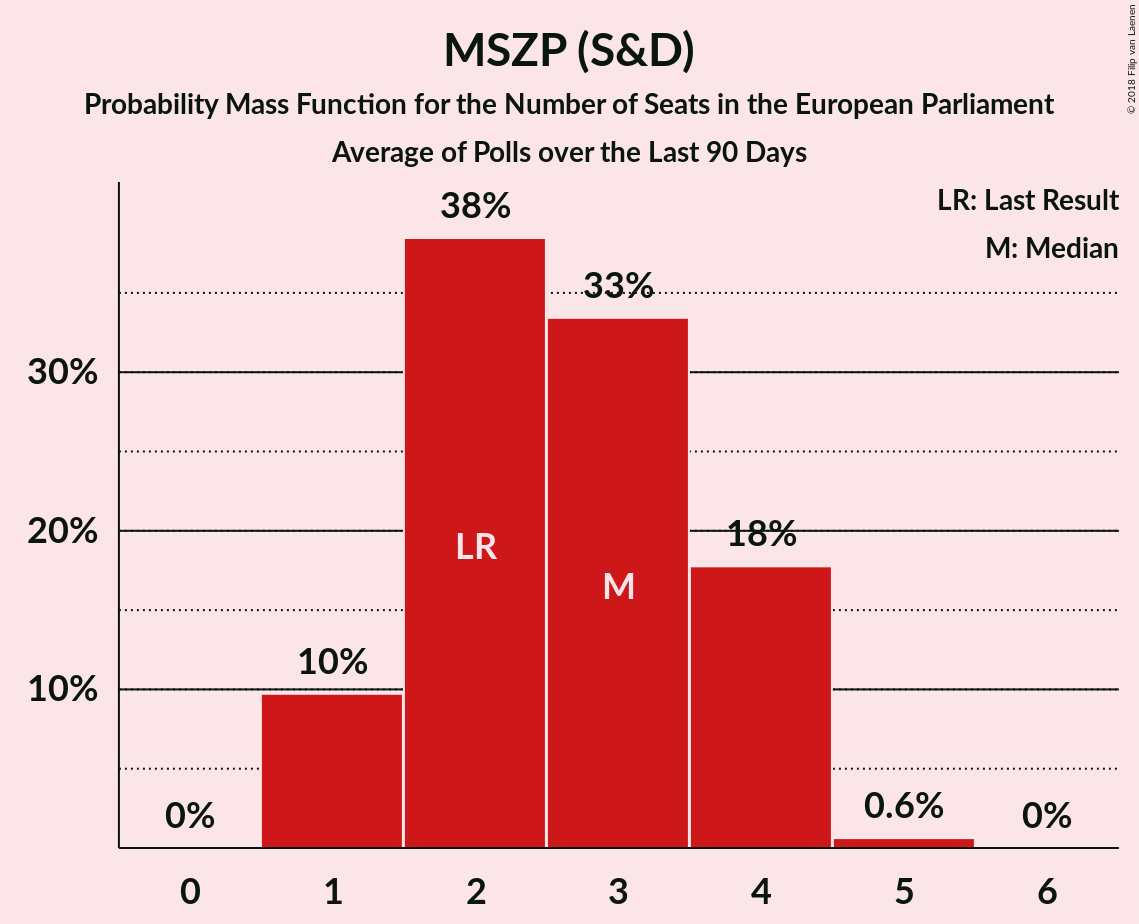 MSZP (S&D)
Probability Mass Function for the Number of Seats in the European Parliament
Average of Polls over the Last 90 Days
© 2018 Filip van Laenen
LR: Last Result
M: Median
38%
33%
30%
20%
18%
LR
M
10%
10%
0%
0.6%
0%
0 1 2 3 4 5 6